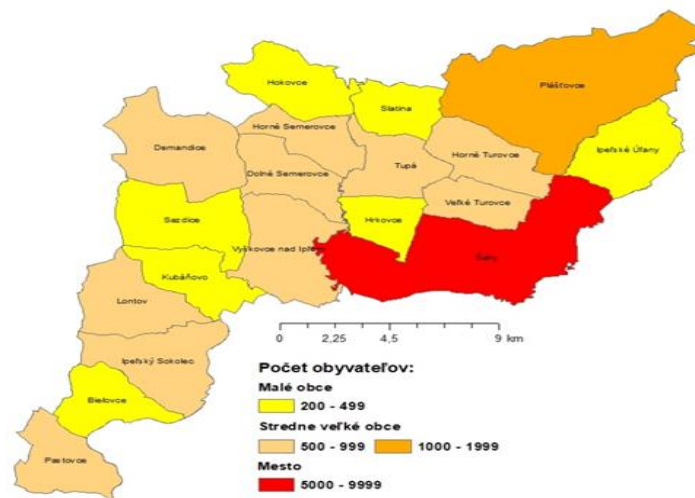 Plášťovce
Hokovce
Slatina
Horné Semerovce
Demandice
Tupá
Horné Turovce
Ipeľské Úľany
Dolné Semerovce
Veľké Turovce
Sazdice
Hrkovce
Vyškovce nad Ipľom
Šahy
Kubáňovo
Lontov
Ipeľský Sokolec
Bielovce
Pastovce
0 2,25 4,5 9 km
Počet obyvateľov:
Malé obce
200 - 499
Stredne veľké obce
500 - 999 1000 - 1999
Mesto
5000 - 9999